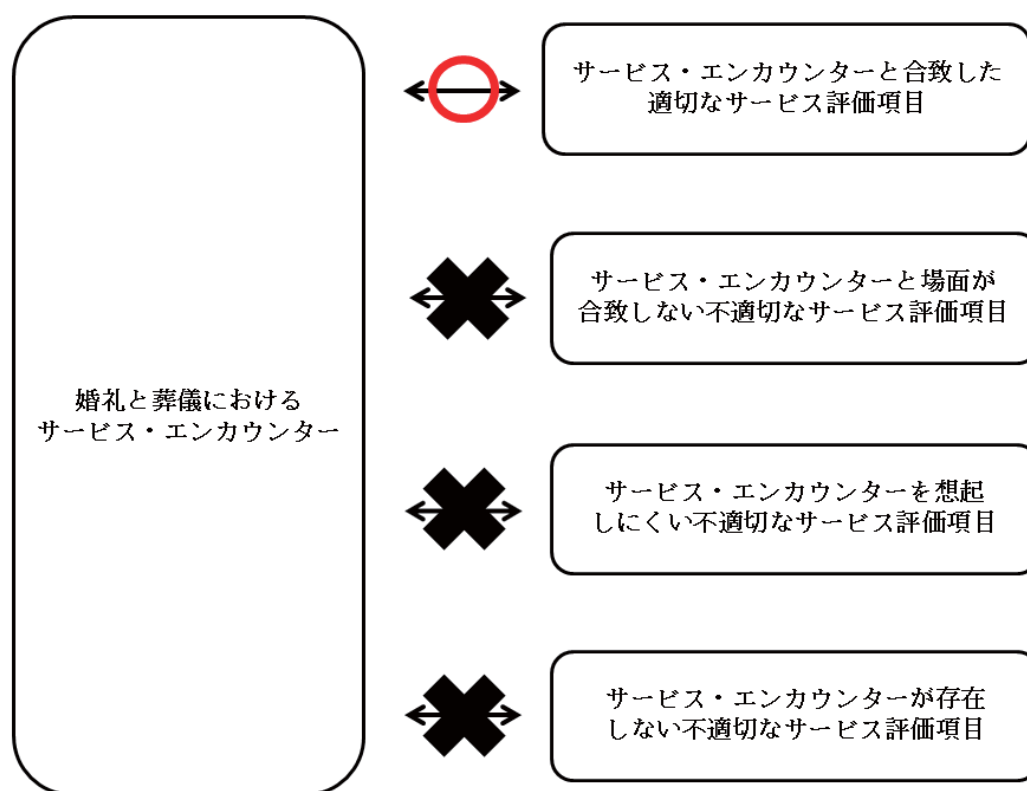 婚礼と葬儀における
サービス・エンカウンター
サービス・エンカウンターと合致した
適切なサービス評価項目
サービス・エンカウンターと場面が
合致しない不適切なサービス評価項目
サービス・エンカウンターを想起
しにくい不適切なサービス評価項目
サービス・エンカウンターが存在
しない不適切なサービス評価項目